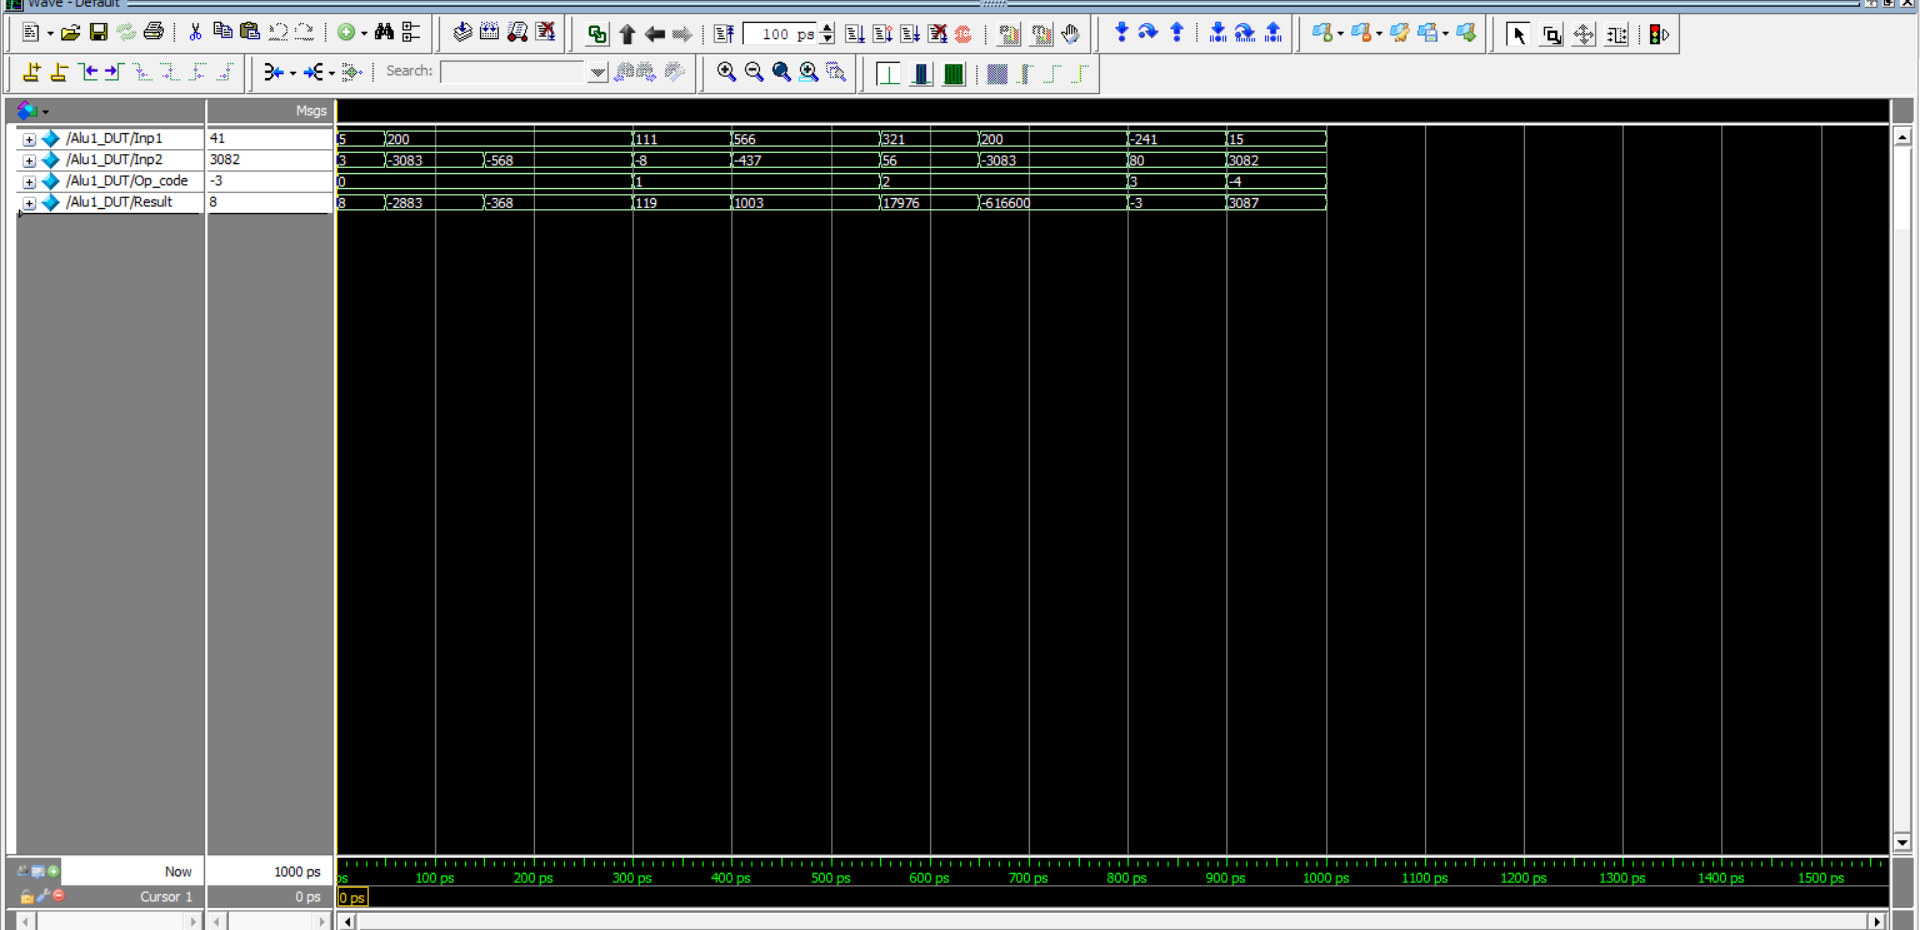 Wave - Default
100 ps
Search:
Msgs
/Alu1_DUT/Inp1 41 5 200 111 566 321 200 -241 15
/Alu1_DUT/Inp2 3082 3 -3083 -568 -8 -437 56 -3083 80 3082
/Alu1_DUT/Op_code -3 0 1 2 3 -4
/Alu1_DUT/Result 8 8 -2883 -368 119 1003 17976 -616600 -3 3087
Now 1000 ps ps 100 ps 200 ps 300 ps 400 ps 500 ps 600 ps 700 ps 800 ps 900 ps 1000 ps 1100 ps 1200 ps 1300 ps 1400 ps 1500 ps
Cursor 1 0 ps 0 ps